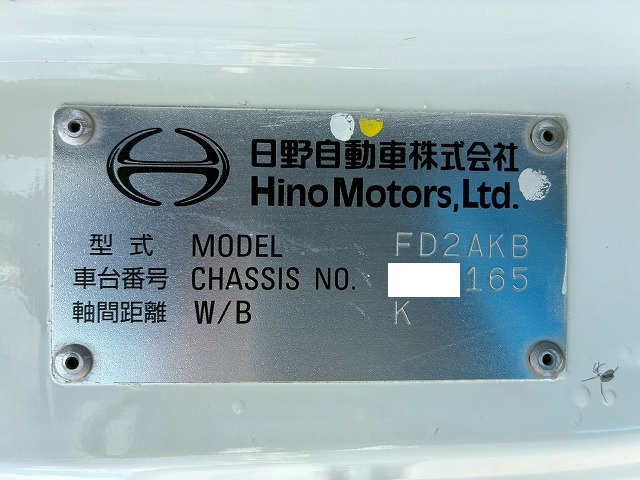 日野自動車株式会社
Hino Motors, Ltd.
型式 MODEL FD2AKB
車台番号 CHASSIS NO. 165
軸間距離 W/B K